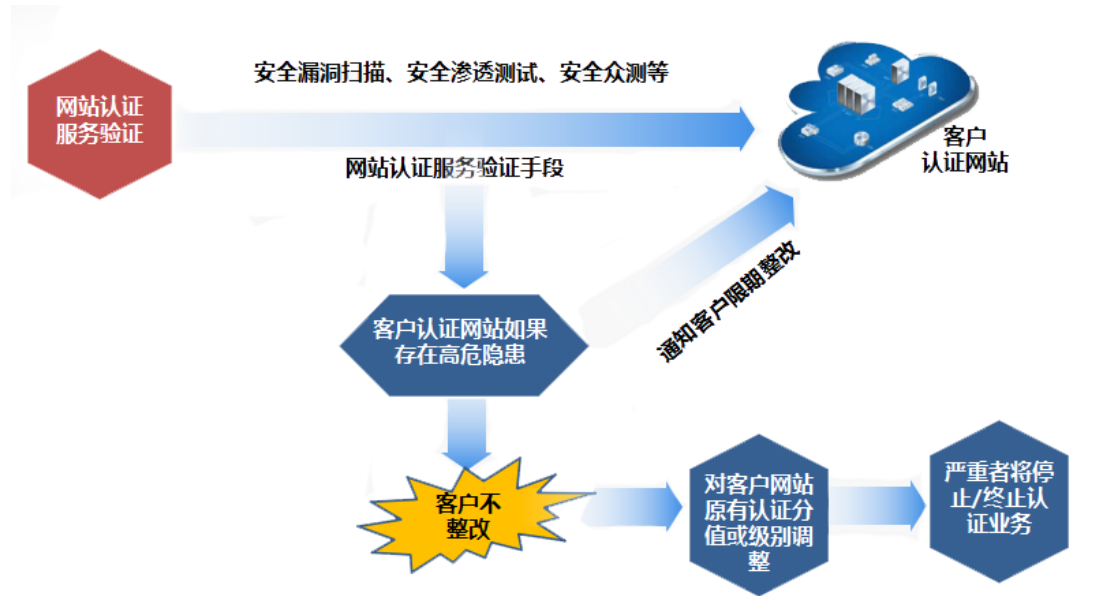 安全漏洞扫描、安全渗透测试、安全众测等
网站认证
服务验证
客户
认证网站
网站认证服务验证手段
通知客户限期整改
客户认证网站如果
存在高危隐患
客户不
整改
对客户网站
原有认证分
值或级别调
整
严重者将停
止/终止认
证业务